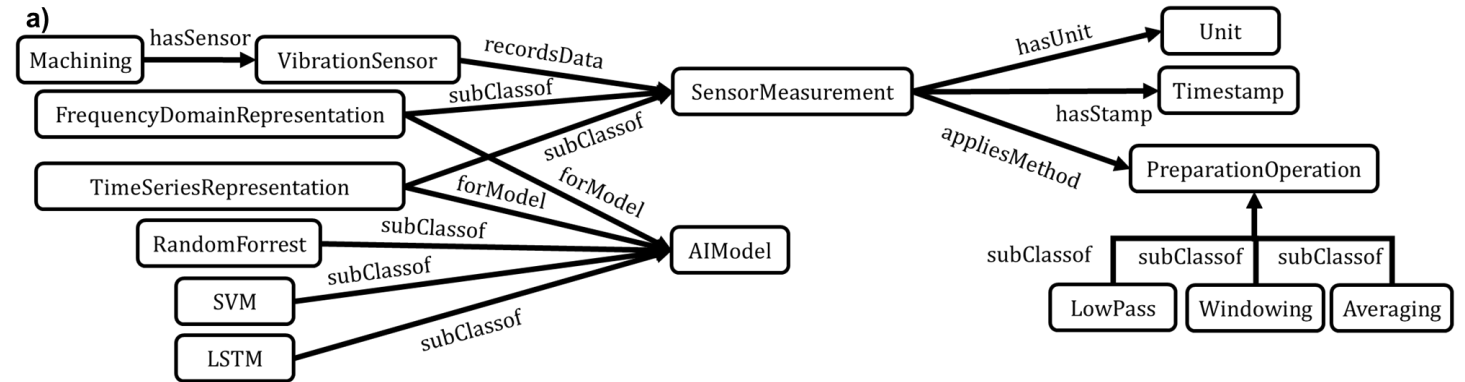 a)
Machining
hasSensor
VibrationSensor
recordsData
FrequencyDomainRepresentation
subClassof
SensorMeasurement
hasUnit
Unit
hasStamp
Timestamp
TimeSeriesRepresentation
subClassof
forModel
forModel
appliesMethod
PreparationOperation
RandomForrest
subClassof
AIModel
SVM
subClassof
LSTM
subClassof
subClassof
subClassof
subClassof
LowPass
Windowing
Averaging